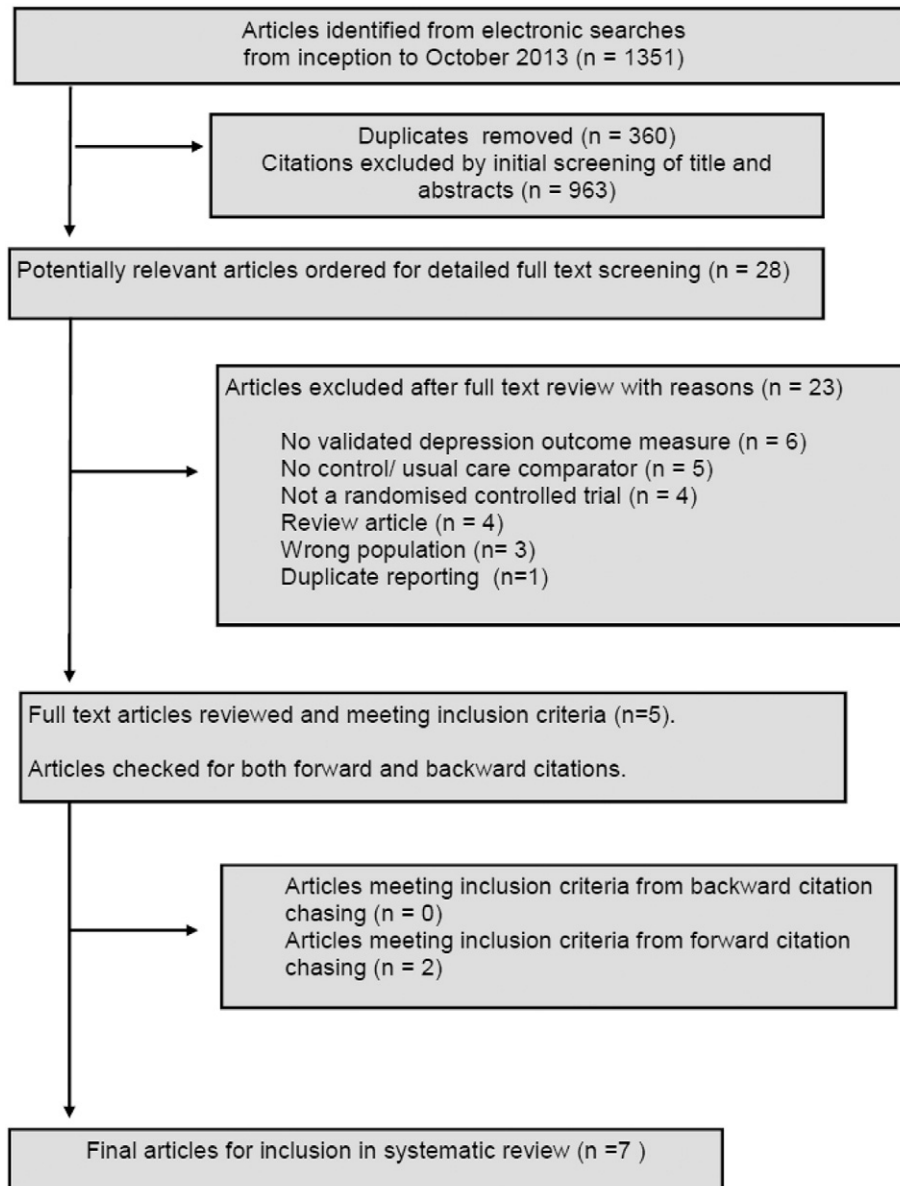 Articles identified from electronic searches
from inception to October 2013 (n = 1351)
Duplicates removed (n = 360)
Citations excluded by initial screening of title and
abstracts (n = 963)
Potentially relevant articles ordered for detailed full text screening (n = 28)
Articles excluded after full text review with reasons (n = 23)
No validated depression outcome measure (n = 6)
No control/ usual care comparator (n = 5)
Not a randomised controlled trial (n = 4)
Review article (n = 4)
Wrong population (n= 3)
Duplicate reporting (n=1)
Full text articles reviewed and meeting inclusion criteria (n=5).
Articles checked for both forward and backward citations.
Articles meeting inclusion criteria from backward citation
chasing (n = 0)
Articles meeting inclusion criteria from forward citation
chasing (n = 2)
Final articles for inclusion in systematic review (n =7 )